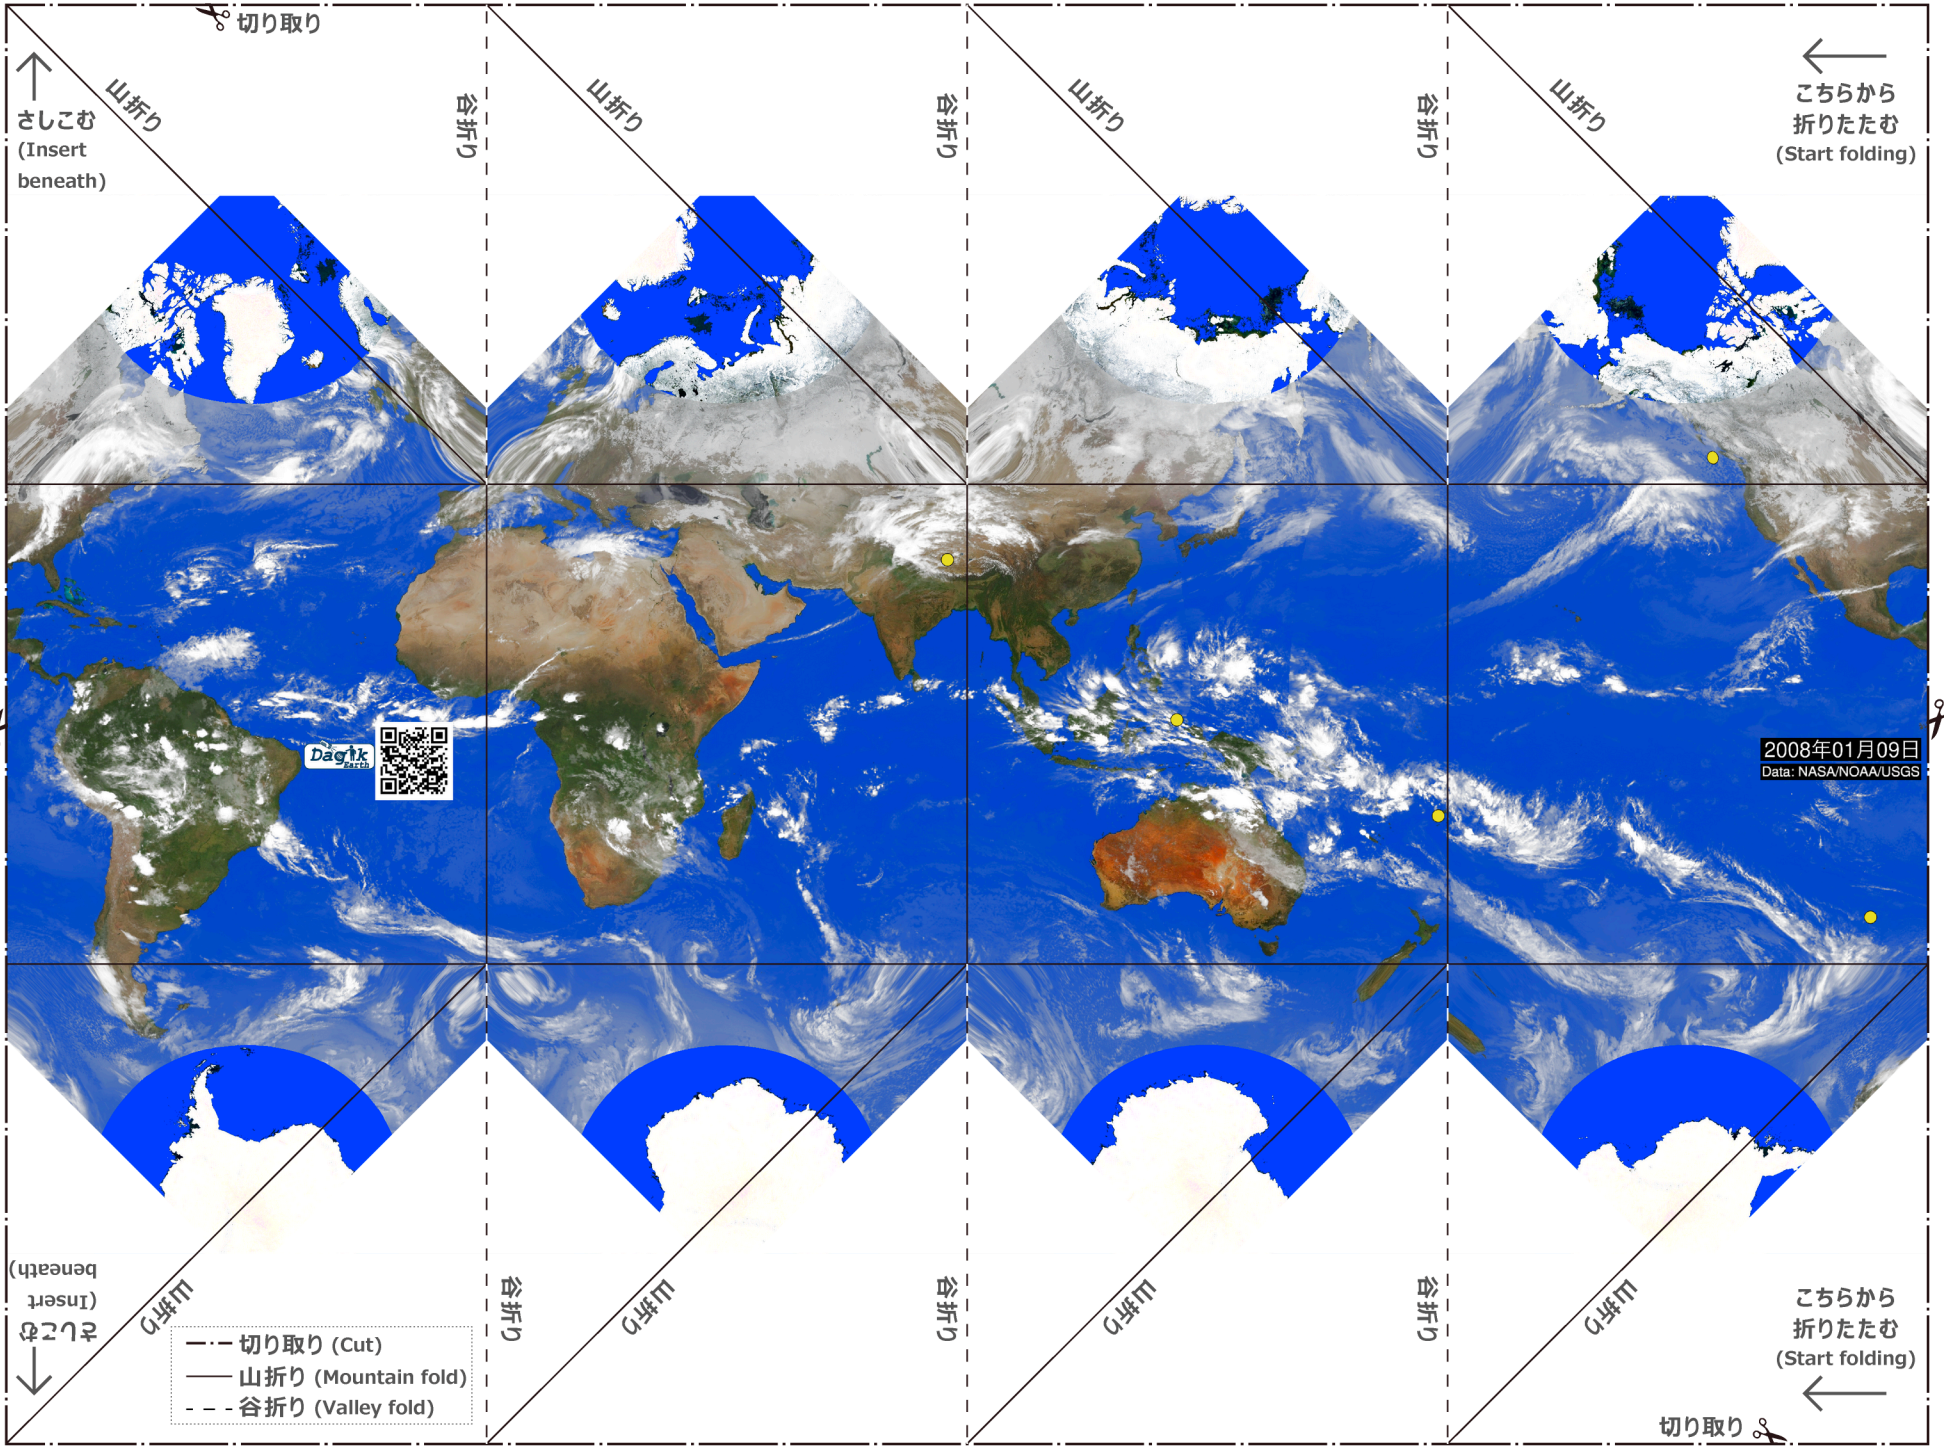 切り取り
山折り
谷折り
山折り
谷折り
山折り
谷折り
山折り
さしこむ
(Insert
beneath)
こちらから
折りたたむ
(Start folding)
Dagik
Earth
2008年01月09日
Data: NASA/NOAA/USGS
さしこむ
(Insert
beneath)
山折り
谷折り
山折り
谷折り
山折り
谷折り
山折り
こちらから
折りたたむ
(Start folding)
切り取り (Cut)
山折り (Mountain fold)
谷折り (Valley fold)
切り取り